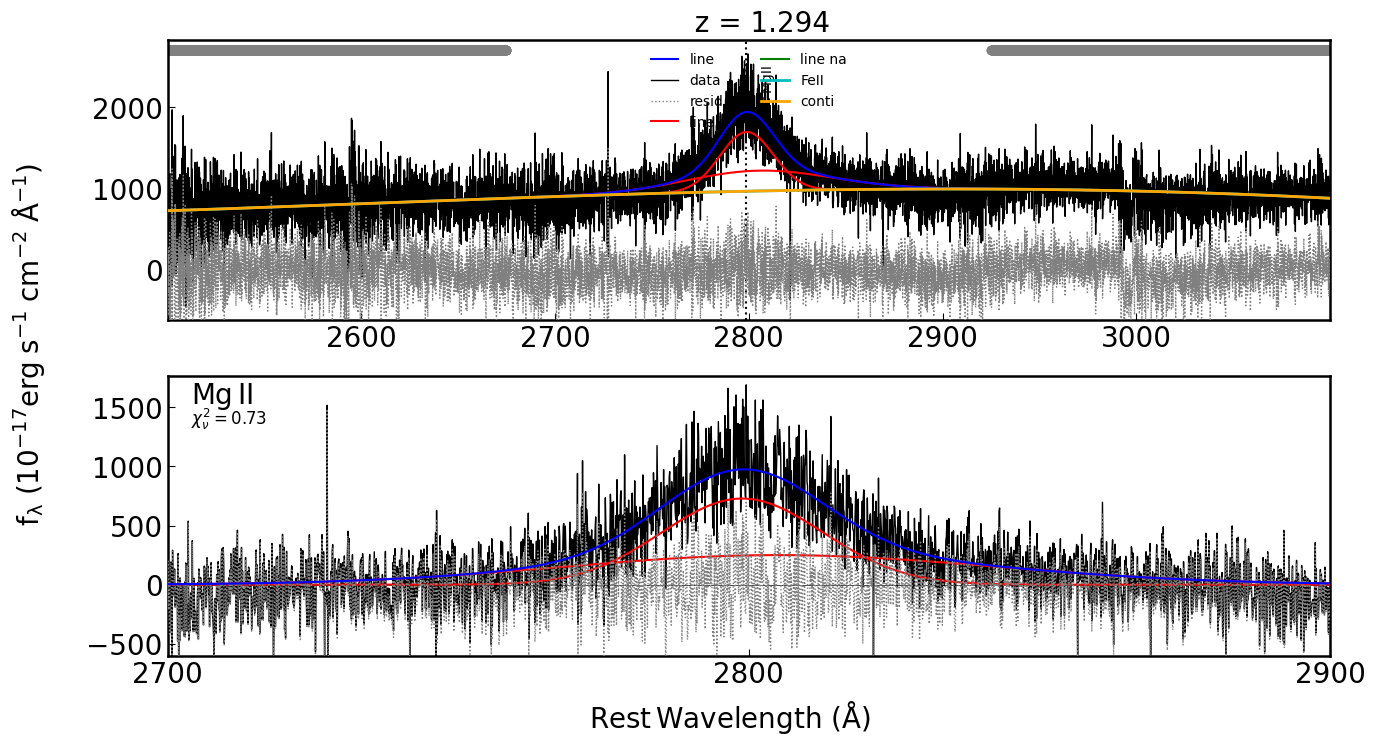 z = 1.294
line
data
resid
line
line na
FeII
conti
2000
1000
0
2600
2700
2800
2900
3000
f_λ (10^−17 erg s^−1 cm^−2 Å^−1)
Mg II
χ²_ν = 0.73
1500
1000
500
0
−500
2700
2800
2900
Rest Wavelength (Å)